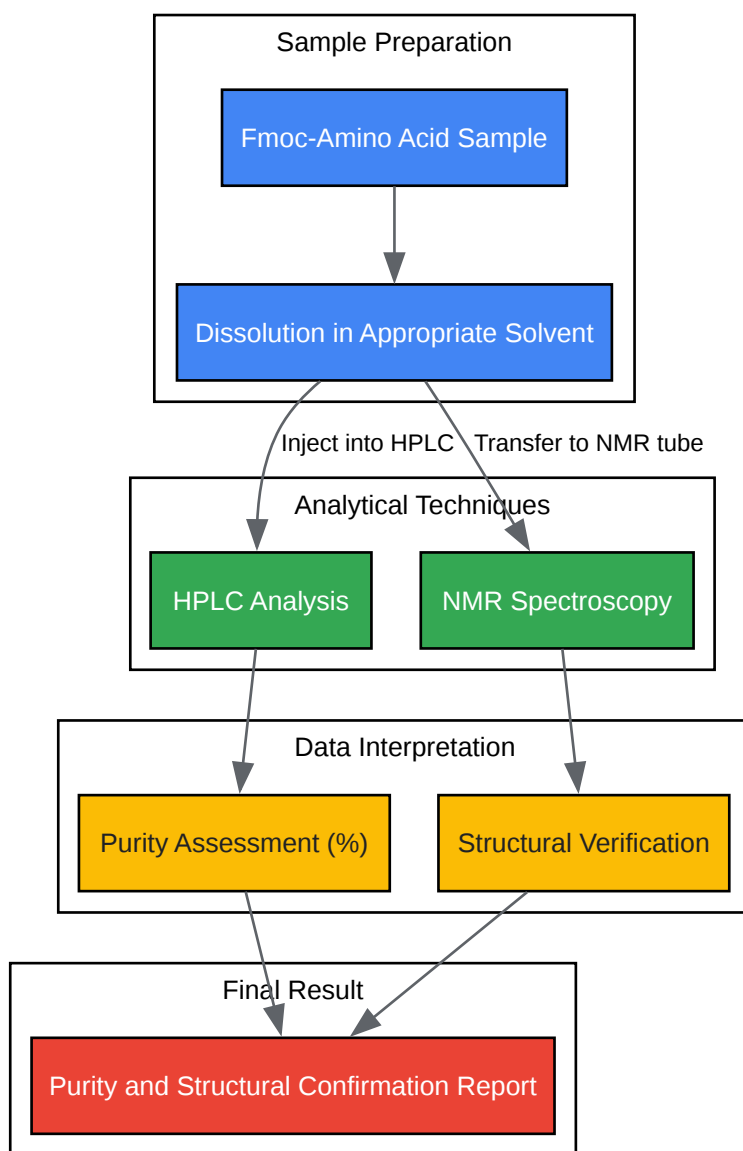 Sample Preparation
Fmoc-Amino Acid Sample
Dissolution in Appropriate Solvent
Inject into HPLC
Transfer to NMR tube
Analytical Techniques
HPLC Analysis
NMR Spectroscopy
Data Interpretation
Purity Assessment (%)
Structural Verification
Final Result
Purity and Structural Confirmation Report